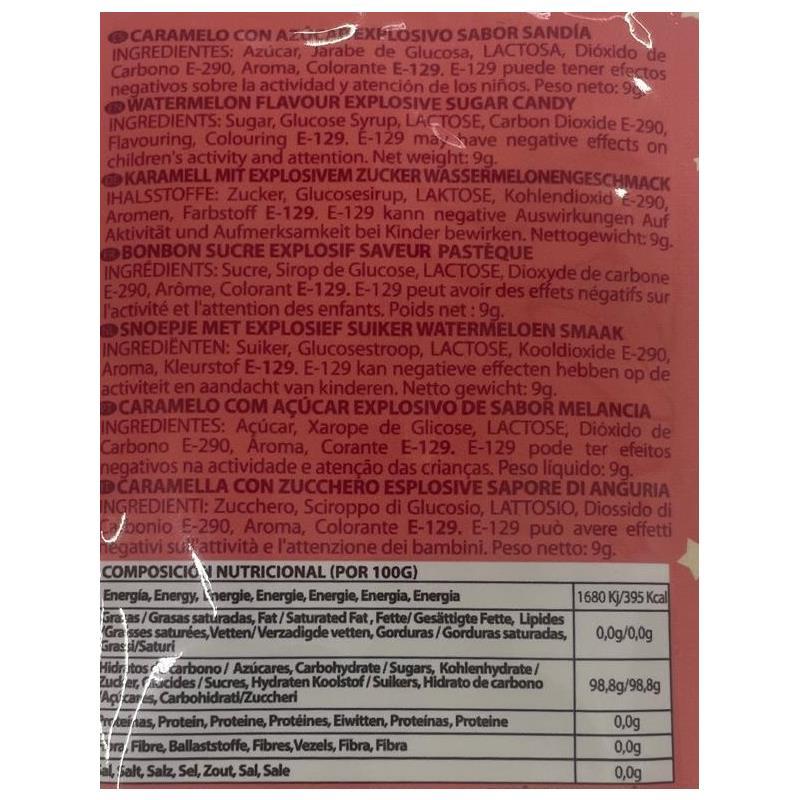 ES CARAMELO CON AZÚCAR EXPLOSIVO SABOR SANDÍA
INGREDIENTES: Azúcar, Jarabe de Glucosa, LACTOSA, Dióxido de
Carbono E-290, Aroma, Colorante E-129. E-129 puede tener efectos
negativos sobre la actividad y atención de los niños. Peso neto: 9g.
EN WATERMELON FLAVOUR EXPLOSIVE SUGAR CANDY
INGREDIENTS: Sugar, Glucose Syrup, LACTOSE, Carbon Dioxide E-290,
Flavouring, Colouring E-129. E-129 may have negative effects on
children's activity and attention. Net weight: 9g.
DE KARAMELL MIT EXPLOSIVEM ZUCKER WASSERMELONENGESCHMACK
IHALSSTOFFE: Zucker, Glucosesirup, LAKTOSE, Kohlendioxid E-290,
Aromen, Farbstoff E-129. E-129 kann negative Auswirkungen Auf
Aktivität und Aufmerksamkeit bei Kinder bewirken. Nettogewicht: 9g.
FR BONBON SUCRE EXPLOSIF SAVEUR PASTÈQUE
INGRÉDIENTS: Sucre, Sirop de Glucose, LACTOSE, Dioxyde de carbone
E-290, Arôme, Colorant E-129. E-129 peut avoir des effets négatifs sur
l'activité et l'attention des enfants. Poids net : 9g.
SNOEPJE MET EXPLOSIEF SUIKER WATERMELOEN SMAAK
INGREDIËNTEN: Suiker, Glucosestroop, LACTOSE, Kooldioxide E-290,
Aroma, Kleurstof E-129. E-129 kan negatieve effecten hebben op de
activiteit en aandacht van kinderen. Netto gewicht: 9g.
CARAMELO COM AÇÚCAR EXPLOSIVO DE SABOR MELANCIA
INGREDIENTES: Açúcar, Xarope de Glicose, LACTOSE, Dióxido de
Carbono E-290, Aroma, Corante E-129. E-129 pode ter efeitos
negativos na actividade e atenção das crianças. Peso líquido: 9g.
CARAMELLA CON ZUCCHERO ESPLOSIVE SAPORE DI ANGURIA
INGREDIENTI: Zucchero, Sciroppo di Glucosio, LATTOSIO, Diossido di
Carbonio E-290, Aroma, Colorante E-129. E-129 può avere effetti
negativi sull'attività e l'attenzione dei bambini. Peso netto: 9g.
COMPOSICIÓN NUTRICIONAL (POR 100G)
Energía, Energy, Energie, Energie, Energie, Energia, Energia 1680 Kj/395 Kcal
Grasas / Grasas saturadas, Fat / Saturated Fat, Fette/ Gesättigte Fette, Lipides
/Graisses saturées, Vetten/ Verzadigde vetten, Gorduras / Gorduras saturadas, 0,0g/0,0g
Grassi/Saturi
Hidratos de carbono / Azúcares, Carbohydrate / Sugars, Kohlenhydrate /
Zucker, Glucides / Sucres, Hydraten Koolstof / Suikers, Hidrato de carbono 98,8g/98,8g
/Açúcares, Carbohidrati/Zuccheri
Proteínas, Protein, Proteine, Protéines, Eiwitten, Proteínas, Proteine 0,0g
Fibra, Fibre, Ballaststoffe, Fibres, Vezels, Fibra, Fibra 0,0g
Sal, Salt, Salz, Sel, Zout, Sal, Sale 0,0g